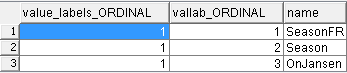 value_labels_ORDINAL vallab_ORDINAL name
1 1 1 SeasonFR
2 1 2 Season
3 1 3 OnJansen